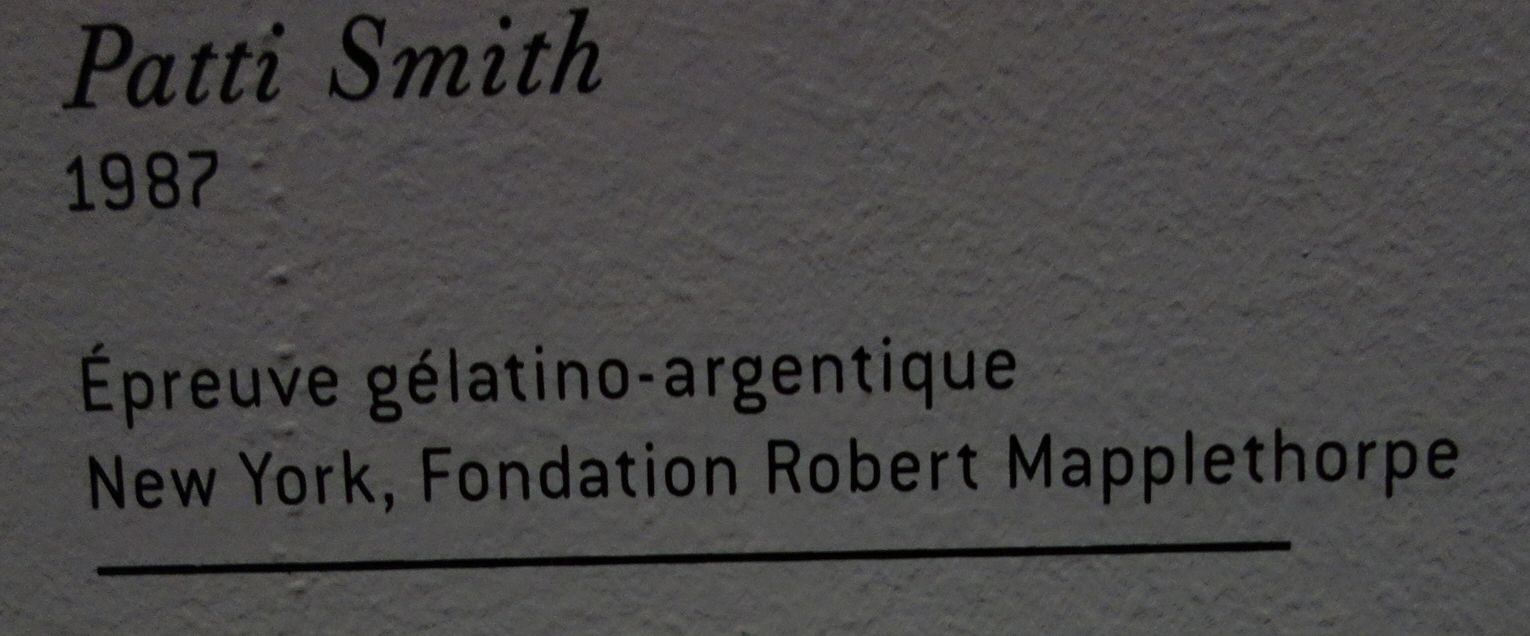 Patti Smith
1987
Épreuve gélatino-argentique
New York, Fondation Robert Mapplethorpe